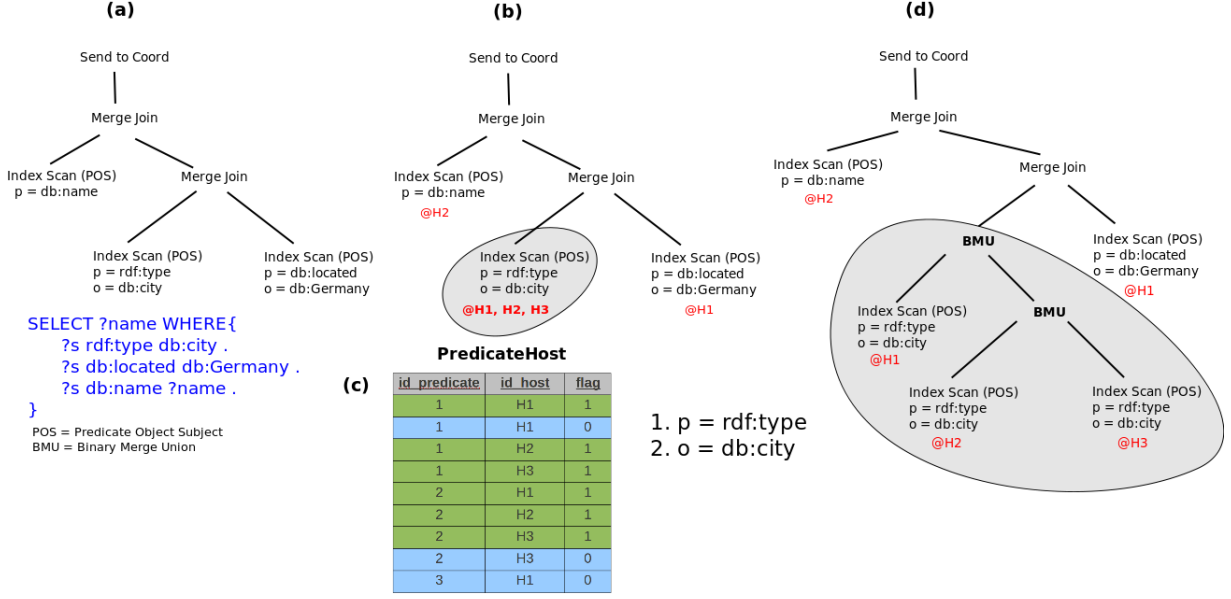 (a)
Send to Coord
Merge Join
Index Scan (POS)
p = db:name
Merge Join
Index Scan (POS)
p = rdf:type
o = db:city
Index Scan (POS)
p = db:located
o = db:Germany
SELECT ?name WHERE{
?s rdf:type db:city .
?s db:located db:Germany .
?s db:name ?name .
}
POS = Predicate Object Subject
BMU = Binary Merge Union
(b)
Send to Coord
Merge Join
Index Scan (POS)
p = db:name
@H2
Merge Join
Index Scan (POS)
p = rdf:type
o = db:city
@H1, H2, H3
Index Scan (POS)
p = db:located
o = db:Germany
@H1
(c)
PredicateHost
id_predicate id_host flag
1 H1 1
1 H1 0
1 H2 1
1 H3 1
2 H1 1
2 H2 1
2 H3 1
2 H3 0
3 H1 0
1. p = rdf:type
2. o = db:city
(d)
Send to Coord
Merge Join
Index Scan (POS)
p = db:name
@H2
Merge Join
BMU
Index Scan (POS)
p = db:located
o = db:Germany
@H1
Index Scan (POS)
p = rdf:type
o = db:city
@H1
BMU
Index Scan (POS)
p = rdf:type
o = db:city
@H2
Index Scan (POS)
p = rdf:type
o = db:city
@H3